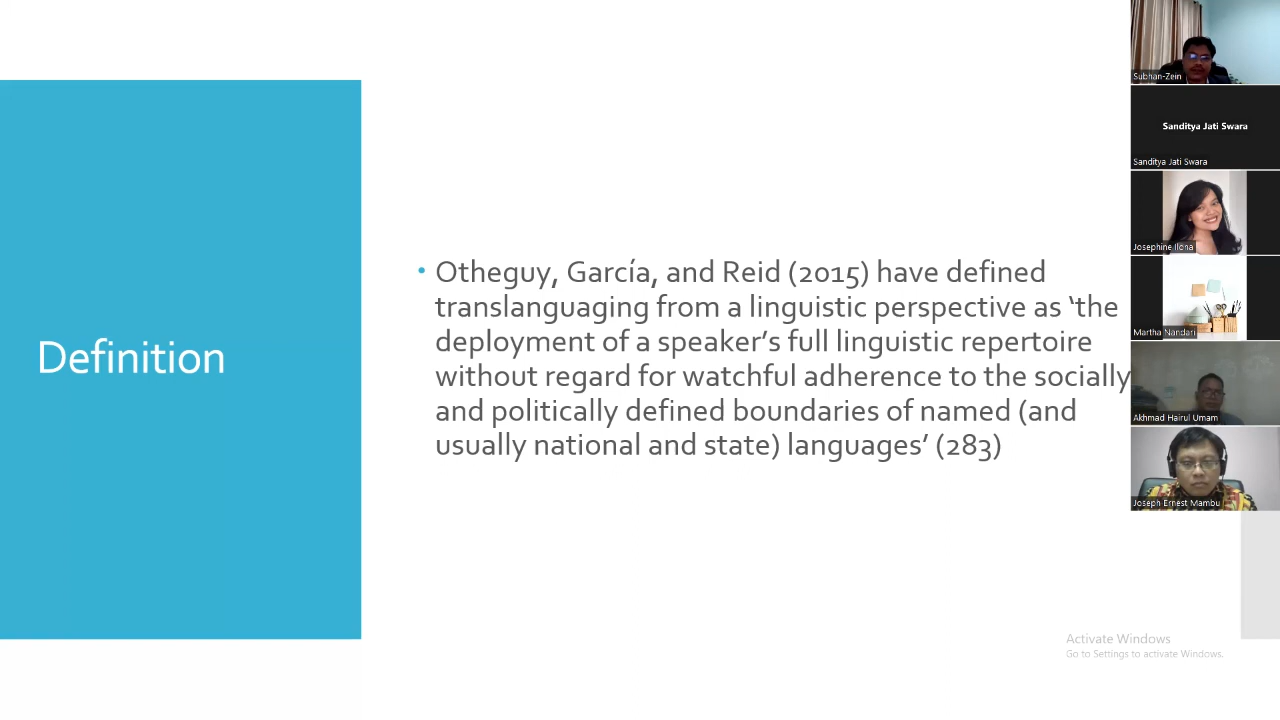 Definition
• Otheguy, García, and Reid (2015) have defined
translanguaging from a linguistic perspective as ‘the
deployment of a speaker’s full linguistic repertoire
without regard for watchful adherence to the socially
and politically defined boundaries of named (and
usually national and state) languages’ (283)
Subhan-Zein
Sanditya Jati Swara
Sanditya Jati Swara
Josephine Ilona
Martha Nandari
Akhmad Hairul Umam
Joseph Ernest Mambu
Activate Windows
Go to Settings to activate Windows.